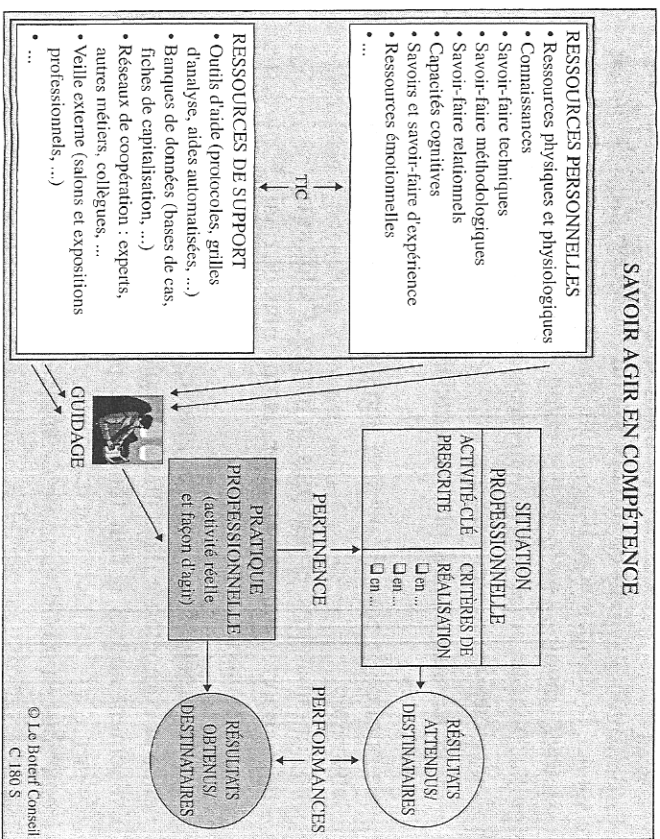 SAVOIR AGIR EN COMPÉTENCE
RESSOURCES PERSONNELLES
• Ressources physiques et physiologiques
• Connaissances
• Savoir-faire techniques
• Savoir-faire méthodologiques
• Savoir-faire relationnels
• Capacités cognitives
• Savoirs et savoir-faire d'expérience
• Ressources émotionnelles
• ...
TIC
RESSOURCES DE SUPPORT
• Outils d'aide (protocoles, grilles
d'analyse, aides automatisées, ...)
• Banques de données (bases de cas,
fiches de capitalisation, ...)
• Réseaux de coopération : experts,
autres métiers, collègues, ...
• Veille externe (salons et expositions
professionnels, ...)
• ...
GUIDAGE
SITUATION
PROFESSIONNELLE
ACTIVITÉ-CLÉ
PRESCRITE
CRITÈRES DE
RÉALISATION
❑ en ...
❑ en ...
❑ en ...
PERTINENCE
PRATIQUE
PROFESSIONNELLE
(activité réelle
et façon d'agir)
RÉSULTATS
ATTENDUS/
DESTINATAIRES
PERFORMANCES
RÉSULTATS
OBTENUS/
DESTINATAIRES
© Le Boterf Conseil
C 180 S